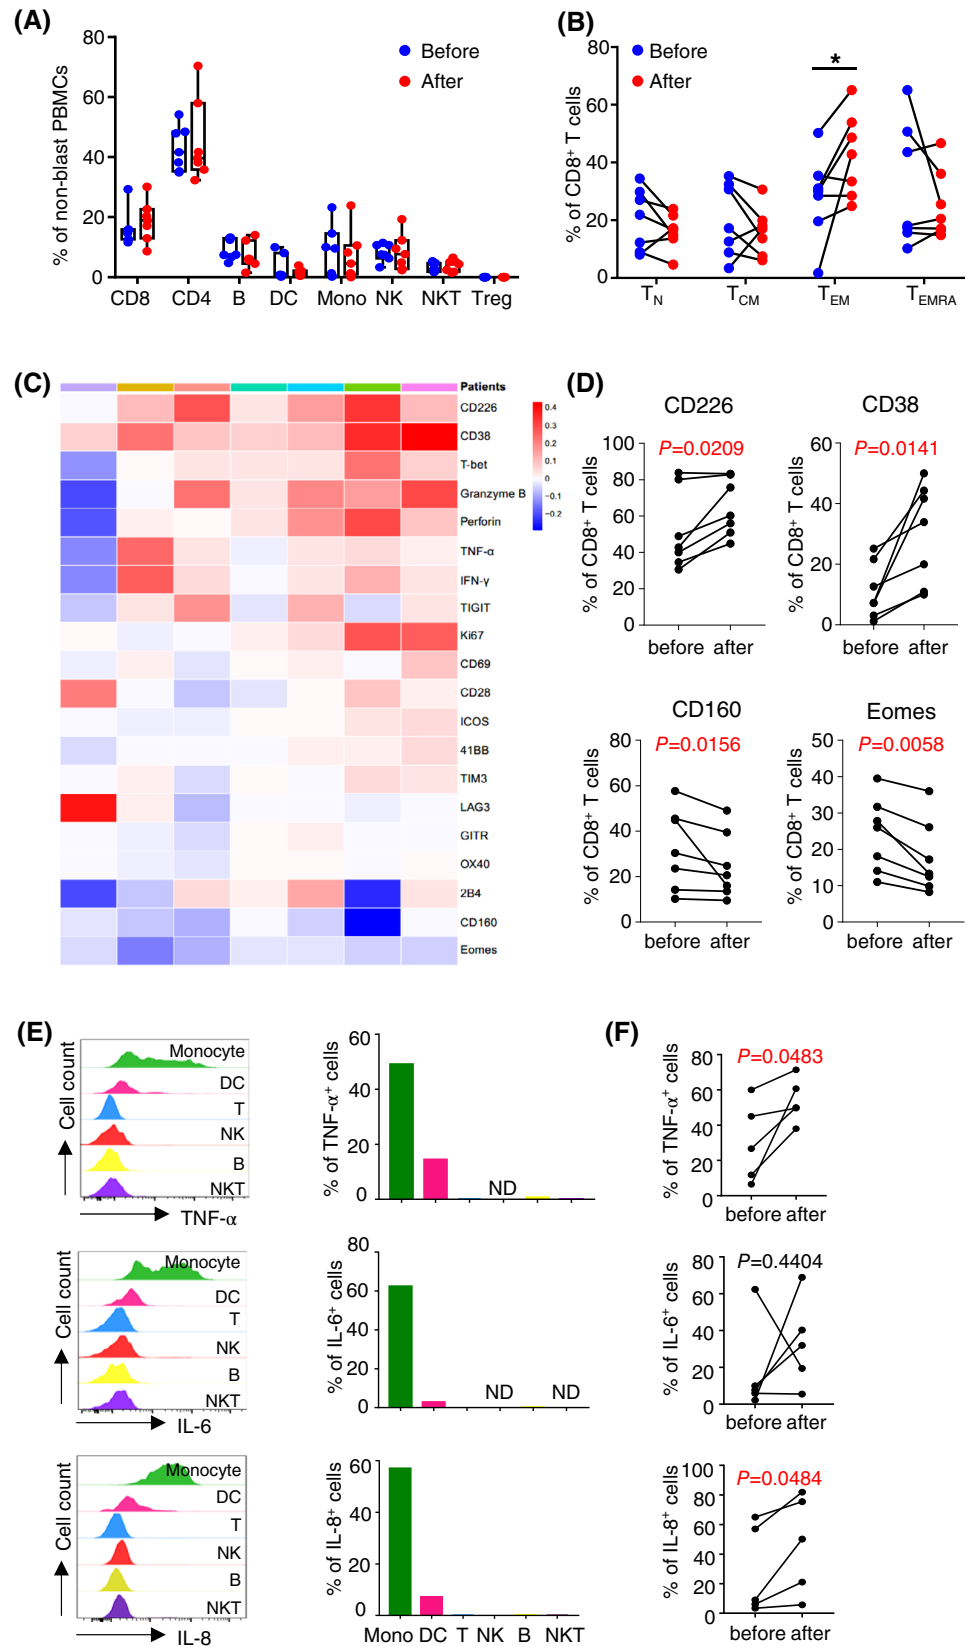 (A)
% of non-blast PBMCs
80
60
40
20
0
Before
After
CD8 CD4 B DC Mono NK NKT Treg
(B)
% of CD8+ T cells
80
60
40
20
0
Before
After
*
TN TCM TEM TEMRA
(C)
Patients
CD226
CD38
T-bet
Granzyme B
Perforin
TNF-α
IFN-γ
TIGIT
Ki67
CD69
CD28
ICOS
41BB
TIM3
LAG3
GITR
OX40
2B4
CD160
Eomes
0.4
0.3
0.2
0.1
0
−0.1
−0.2
(D)
CD226
P=0.0209
% of CD8+ T cells
100
80
60
40
20
0
before after
CD38
P=0.0141
% of CD8+ T cells
60
40
20
0
before after
CD160
P=0.0156
% of CD8+ T cells
80
60
40
20
0
before after
Eomes
P=0.0058
% of CD8+ T cells
50
40
30
20
10
0
before after
(E)
Cell count
Monocyte
DC
T
NK
B
NKT
TNF-α
% of TNF-α+ cells
60
40
20
0
ND
Cell count
Monocyte
DC
T
NK
B
NKT
IL-6
% of IL-6+ cells
80
60
40
20
0
ND ND
Cell count
Monocyte
DC
T
NK
B
NKT
IL-8
% of IL-8+ cells
60
40
20
0
Mono DC T NK B NKT
(F)
P=0.0483
% of TNF-α+ cells
80
60
40
20
0
before after
P=0.4404
% of IL-6+ cells
80
60
40
20
0
before after
P=0.0484
% of IL-8+ cells
100
80
60
40
20
0
before after